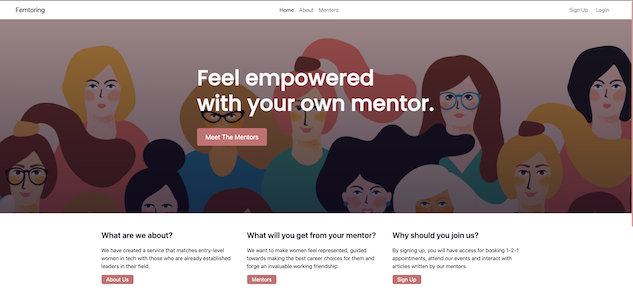 Femtoring.
Home About Mentors
Sign Up Login
Feel empowered
with your own mentor.
Meet The Mentors
What are we about?
We have created a service that matches entry-level
women in tech with those who are already established
leaders in their field.
About Us
What will you get from your mentor?
We want to make women feel represented, guided
towards making the best career choices for them and
forge an invaluable working friendship.
Mentors
Why should you join us?
By signing up, you will have access for booking 1-2-1
appointments, attend our events and interact with
articles written by our mentors.
Sign Up